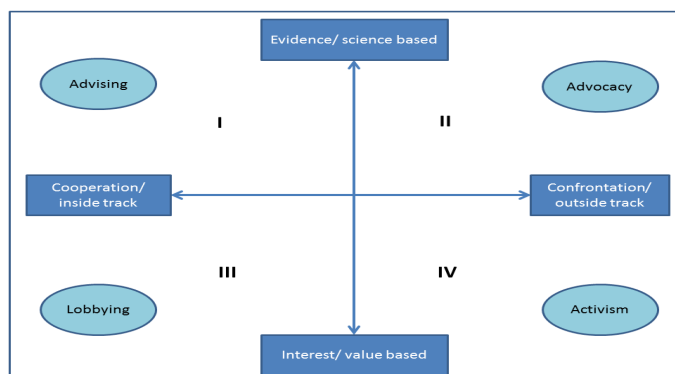 Evidence/ science based
Advising
Advocacy
I
II
Cooperation/
inside track
Confrontation/
outside track
III
IV
Lobbying
Activism
Interest/ value based